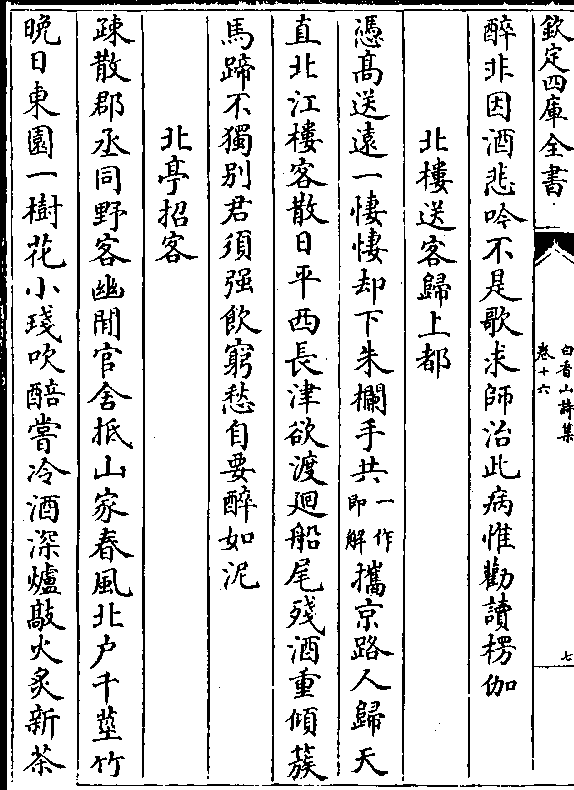 欽定四庫全書
白香山詩集
卷十六
七
醉非因酒悲吟不是歌求師治此病惟勸讀楞伽
北樓送客歸上都
憑髙送遠一悽悽却下朱欄手共一作即解攜京路人歸天
直北江樓客散日平西長津欲渡廻船尾殘酒重傾簇
馬蹄不獨别君須强飲窮愁自要醉如泥
北亭招客
疎散郡丞同野客幽閒官舍抵山家春風北户千莖竹
晚日東園一樹花小琖吹醅嘗冷酒深爐敲火炙新茶